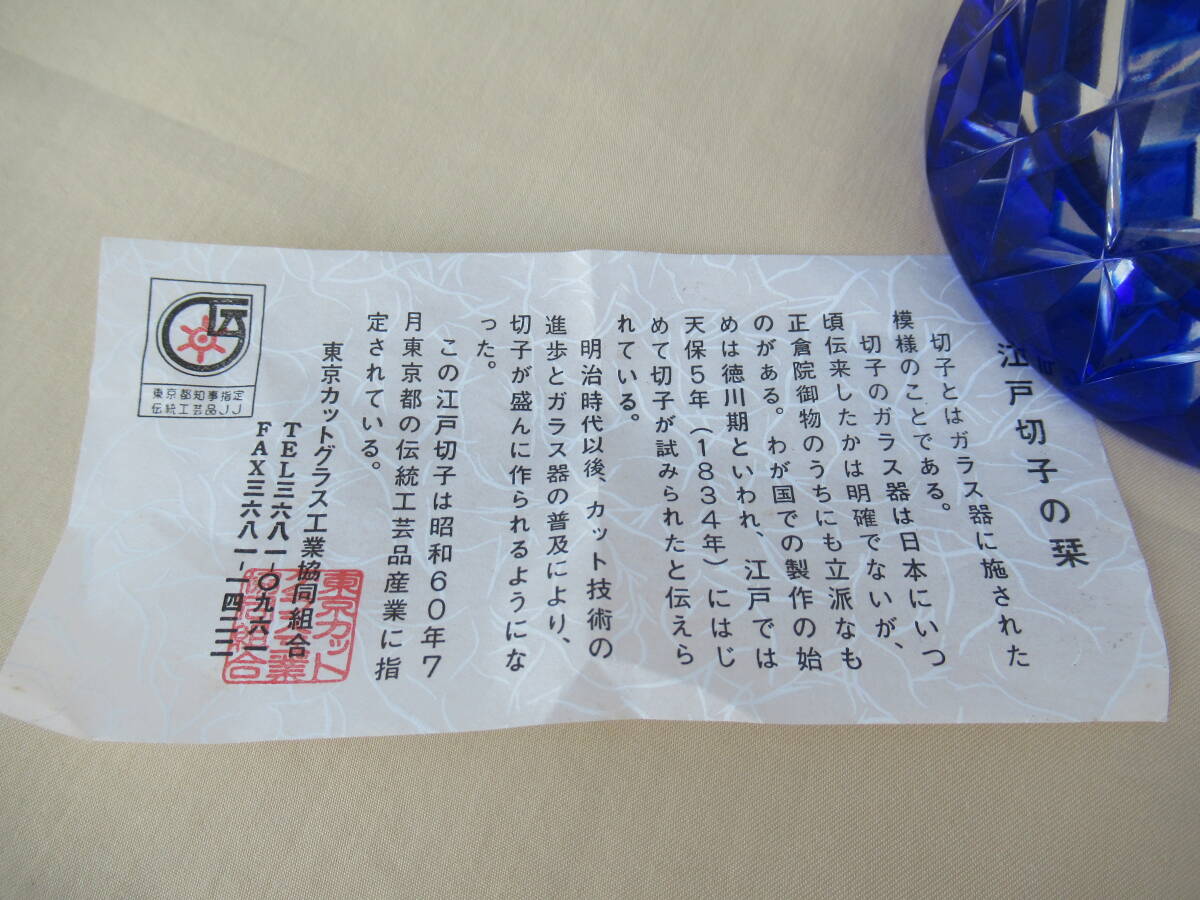 江戸切子の栞
切子とはガラス器に施された
模様のことである。
切子のガラス器は日本にいつ
頃伝来したかは明確でないが、
正倉院御物のうちにも立派なも
のがある。わが国での製作の始
めは徳川期といわれ、江戸では
天保5年(1834年)にはじ
めて切子が試みられたと伝えら
れている。
明治時代以後、カット技術の
進歩とガラス器の普及により、
切子が盛んに作られるようにな
った。
この江戸切子は昭和60年7
月東京都の伝統工芸品産業に指
定されている。
東京カットグラス工業協同組合
TEL三六八一-〇九六一
FAX三六八一-一四二二
東京カット
グラス工業
協同組合
東京都知事指定
伝統工芸品JJ